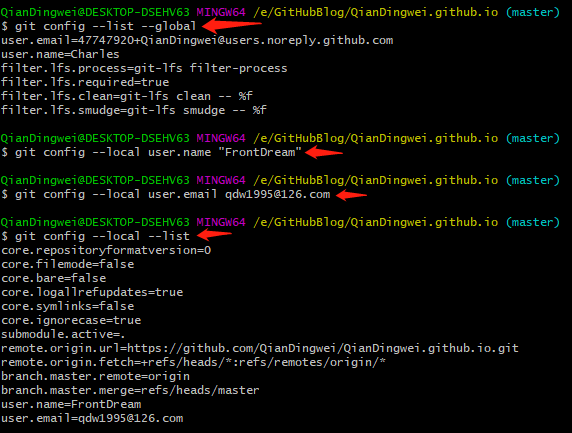 QianDingwei@DESKTOP-DSEHV63 MINGW64 /e/GitHubBlog/QianDingwei.github.io (master)
$ git config --list --global
user.email=47747920+QianDingwei@users.noreply.github.com
user.name=Charles
filter.lfs.process=git-lfs filter-process
filter.lfs.required=true
filter.lfs.clean=git-lfs clean -- %f
filter.lfs.smudge=git-lfs smudge -- %f

QianDingwei@DESKTOP-DSEHV63 MINGW64 /e/GitHubBlog/QianDingwei.github.io (master)
$ git config --local user.name "FrontDream"

QianDingwei@DESKTOP-DSEHV63 MINGW64 /e/GitHubBlog/QianDingwei.github.io (master)
$ git config --local user.email qdw1995@126.com

QianDingwei@DESKTOP-DSEHV63 MINGW64 /e/GitHubBlog/QianDingwei.github.io (master)
$ git config --local --list
core.repositoryformatversion=0
core.filemode=false
core.bare=false
core.logallrefupdates=true
core.symlinks=false
core.ignorecase=true
submodule.active=.
remote.origin.url=https://github.com/QianDingwei/QianDingwei.github.io.git
remote.origin.fetch=+refs/heads/*:refs/remotes/origin/*
branch.master.remote=origin
branch.master.merge=refs/heads/master
user.name=FrontDream
user.email=qdw1995@126.com